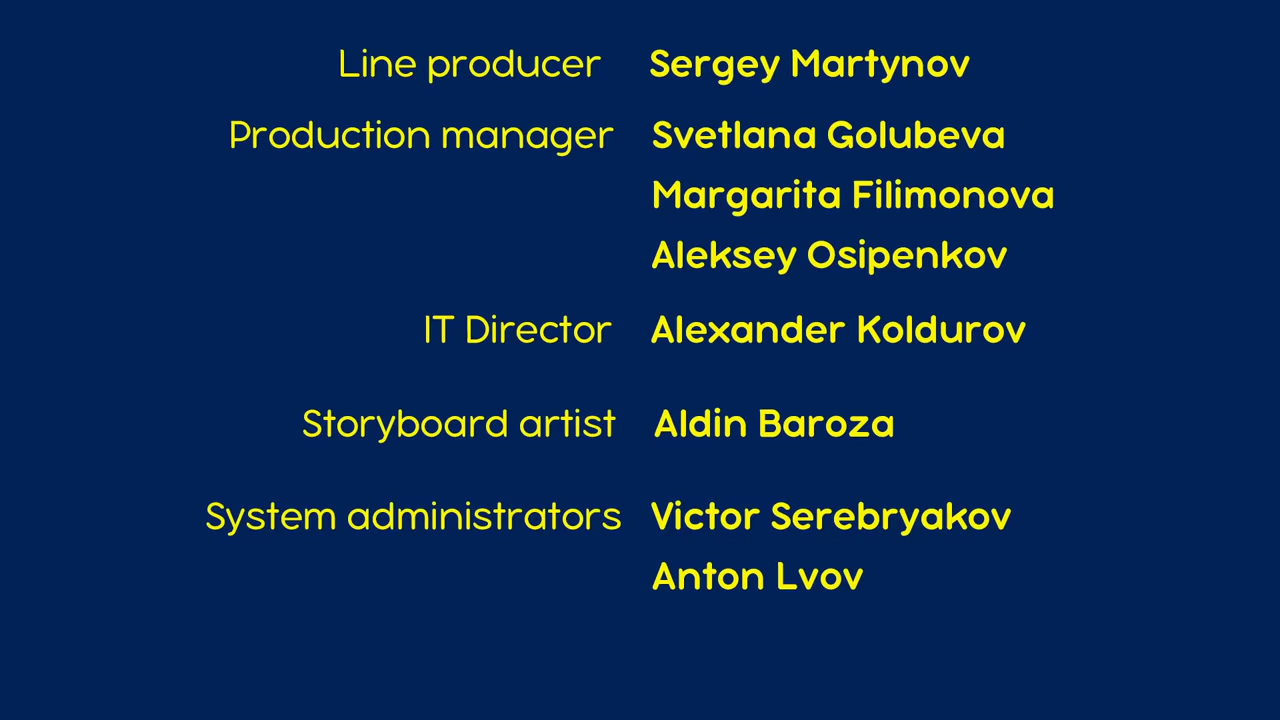 Line producer Sergey Martynov
Production manager Svetlana Golubeva
Margarita Filimonova
Aleksey Osipenkov
IT Director Alexander Koldurov
Storyboard artist Aldin Baroza
System administrators Victor Serebryakov
Anton Lvov